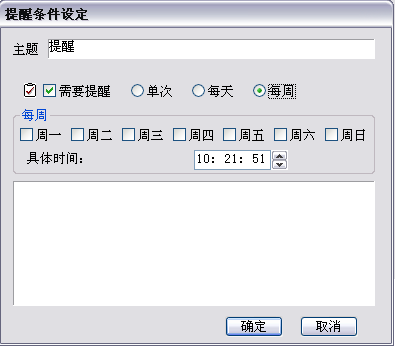 提醒条件设定
主题 提醒
需要提醒 单次 每天 每周
每周
周一 周二 周三 周四 周五 周六 周日
具体时间: 10: 21: 51
确定 取消